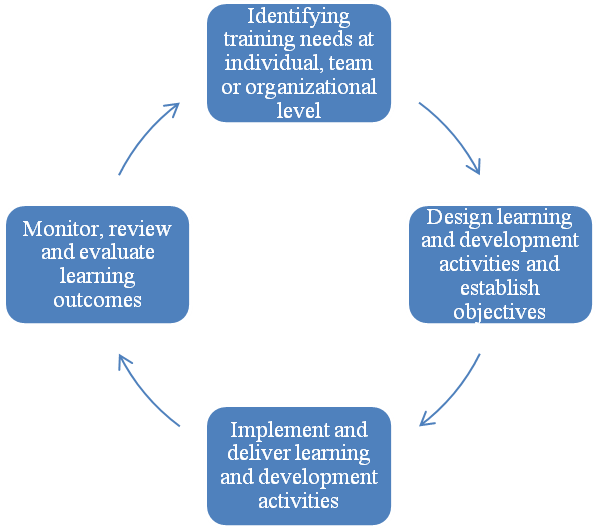 Identifying
training needs at
individual, team
or organizational
level
Design learning
and development
activities and
establish
objectives
Implement and
deliver learning
and development
activities
Monitor, review
and evaluate
learning
outcomes